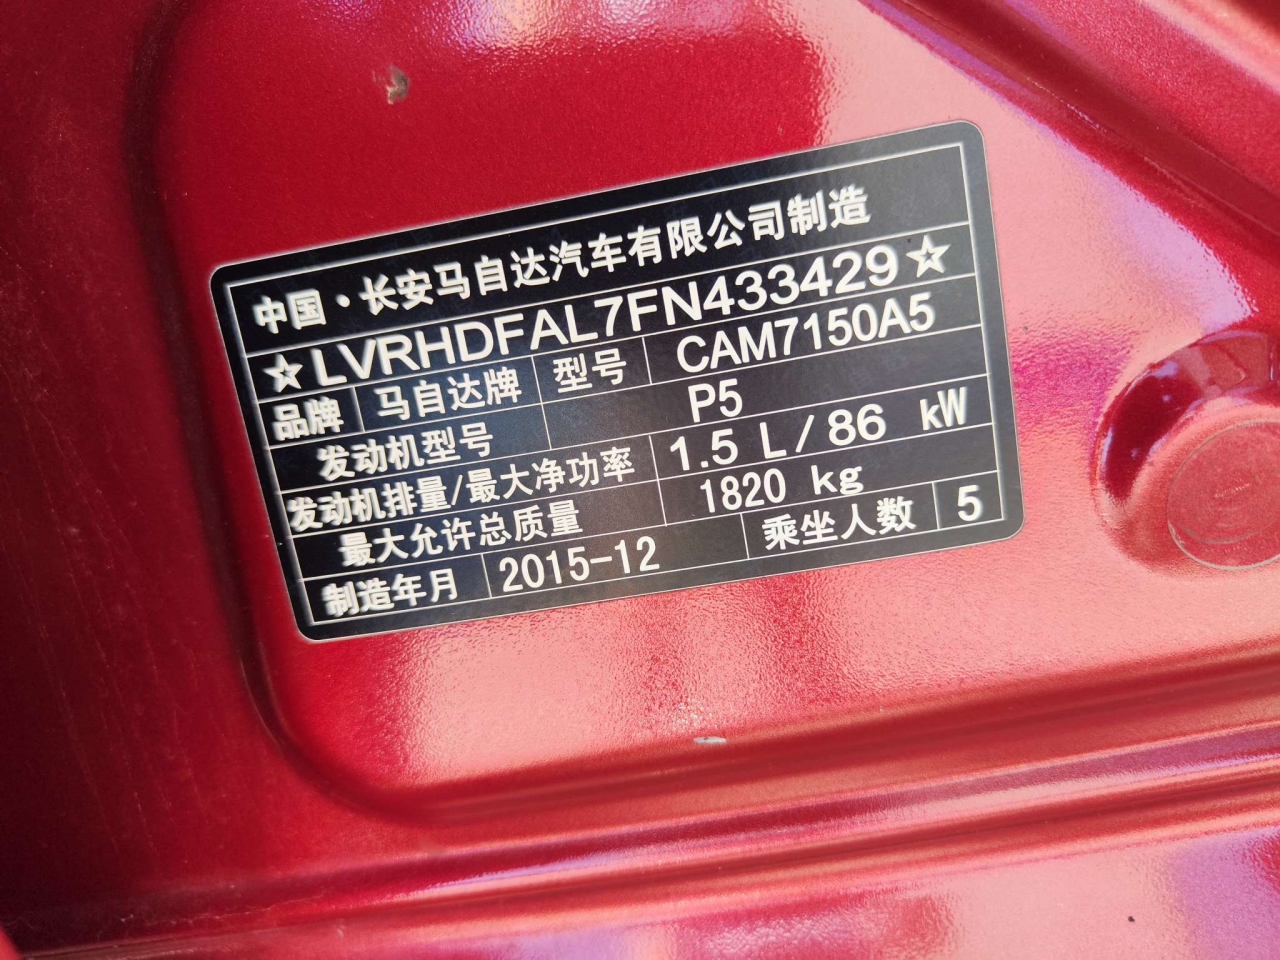 中国·长安马自达汽车有限公司制造
☆LVRHDFAL7FN433429☆
品牌 马自达牌 型号 CAM7150A5
发动机型号 P5
发动机排量/最大净功率 1.5 L/86 kW
最大允许总质量 1820 kg
制造年月 2015-12 乘坐人数 5